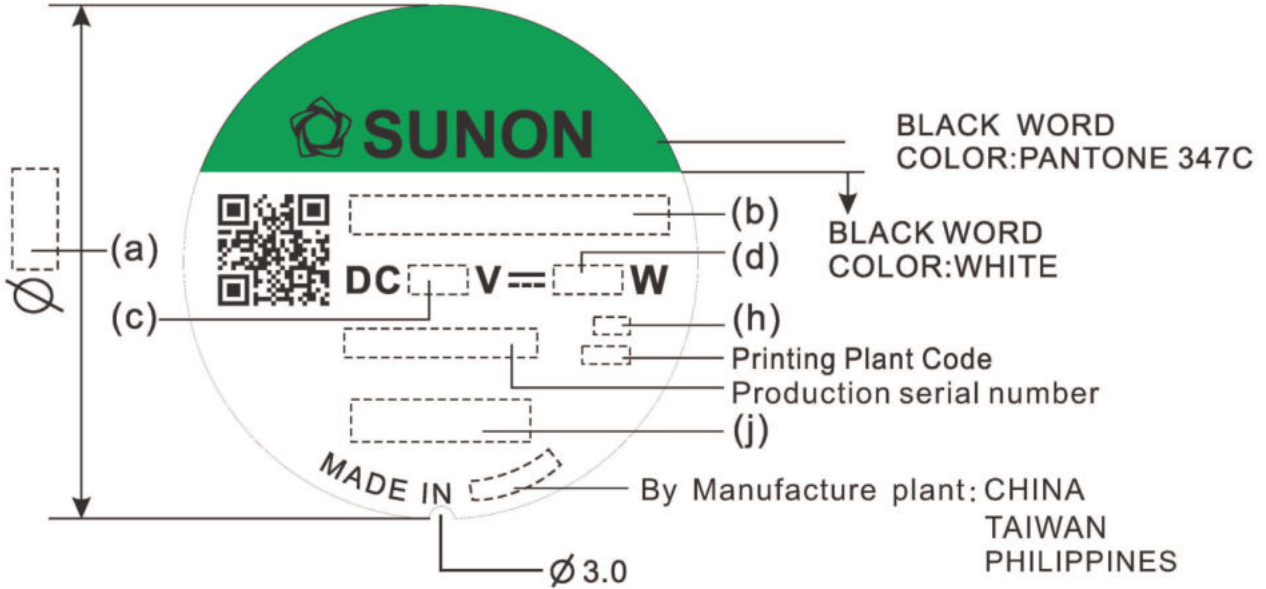 SUNON
BLACK WORD
COLOR:PANTONE 347C
(b)
BLACK WORD
COLOR:WHITE
(a)
(d)
DC V W
(c)
(h)
Printing Plant Code
Production serial number
(j)
MADE IN
By Manufacture plant: CHINA
TAIWAN
PHILIPPINES
Ø
Ø 3.0